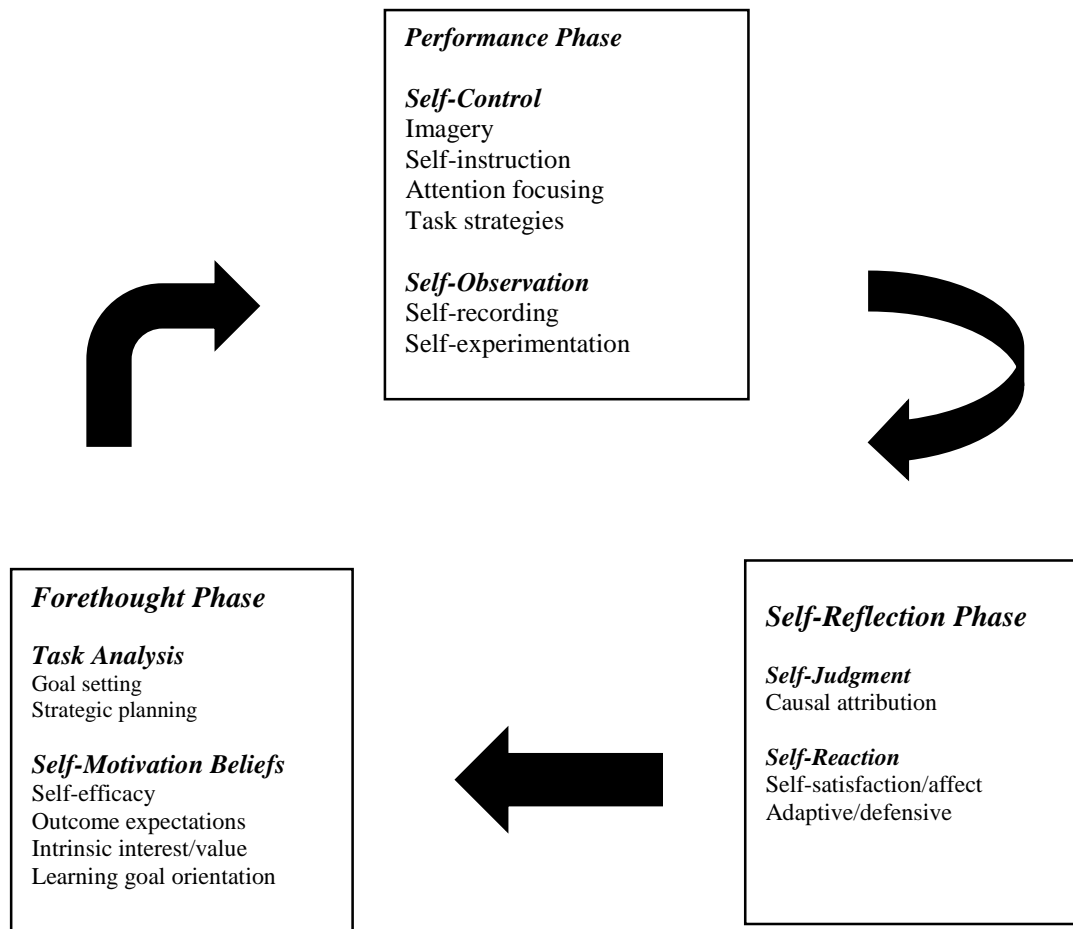 Performance Phase
Self-Control
Imagery
Self-instruction
Attention focusing
Task strategies
Self-Observation
Self-recording
Self-experimentation
Forethought Phase
Task Analysis
Goal setting
Strategic planning
Self-Motivation Beliefs
Self-efficacy
Outcome expectations
Intrinsic interest/value
Learning goal orientation
Self-Reflection Phase
Self-Judgment
Causal attribution
Self-Reaction
Self-satisfaction/affect
Adaptive/defensive